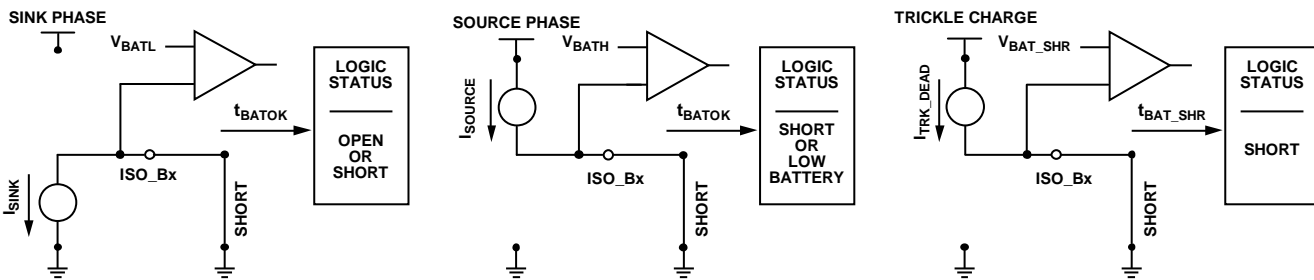 SINK PHASE
VBATL
LOGIC
STATUS
tBATOK
OPEN
OR
SHORT
ISO_Bx
ISINK
SHORT
SOURCE PHASE
VBATH
LOGIC
STATUS
ISOURCE
tBATOK
SHORT
OR
LOW
BATTERY
ISO_Bx
SHORT
TRICKLE CHARGE
VBAT_SHR
LOGIC
STATUS
ITRK_DEAD
tBAT_SHR
SHORT
ISO_Bx
SHORT